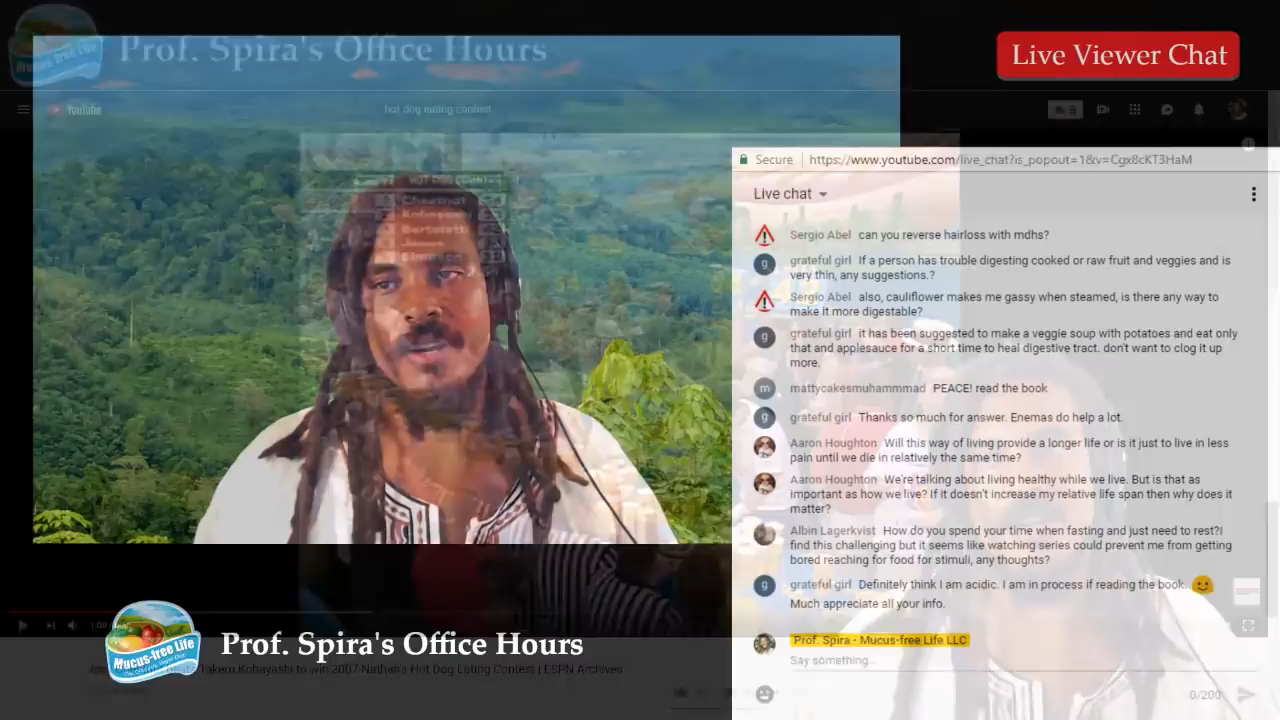 Prof. Spira's Office Hours
Live Viewer Chat
YouTube
hot dog eating contest
Secure
https://www.youtube.com/live_chat?is_popout=1&v=Cgx8cKT3HaM
Live chat
Sergio Abel can you reverse hairloss with mdhs?
grateful girl If a person has trouble digesting cooked or raw fruit and veggies and is
very thin, any suggestions.?
Sergio Abel also, cauliflower makes me gassy when steamed, is there any way to
make it more digestable?
grateful girl it has been suggested to make a veggie soup with potatoes and eat only
that and applesauce for a short time to heal digestive tract. don't want to clog it up
more.
mattycakesmuhammmad PEACE! read the book
grateful girl Thanks so much for answer. Enemas do help a lot.
Aaron Houghton Will this way of living provide a longer life or is it just to live in less
pain until we die in relatively the same time?
Aaron Houghton We're talking about living healthy while we live. But is that as
important as how we live? If it doesn't increase my relative life span then why does it
matter?
Albin Lagerkvist How do you spend your time when fasting and just need to rest?I
find this challenging but it seems like watching series could prevent me from getting
bored reaching for food for stimuli, any thoughts?
grateful girl Definitely think I am acidic. I am in process if reading the book.
Much appreciate all your info.
Prof. Spira - Mucus-free Life LLC
Say something...
0/200
Mucus-free Life
Prof. Spira's Office Hours
Takeru Kobayashi to win 2007 Nathan's Hot Dog Eating Contest | ESPN Archives